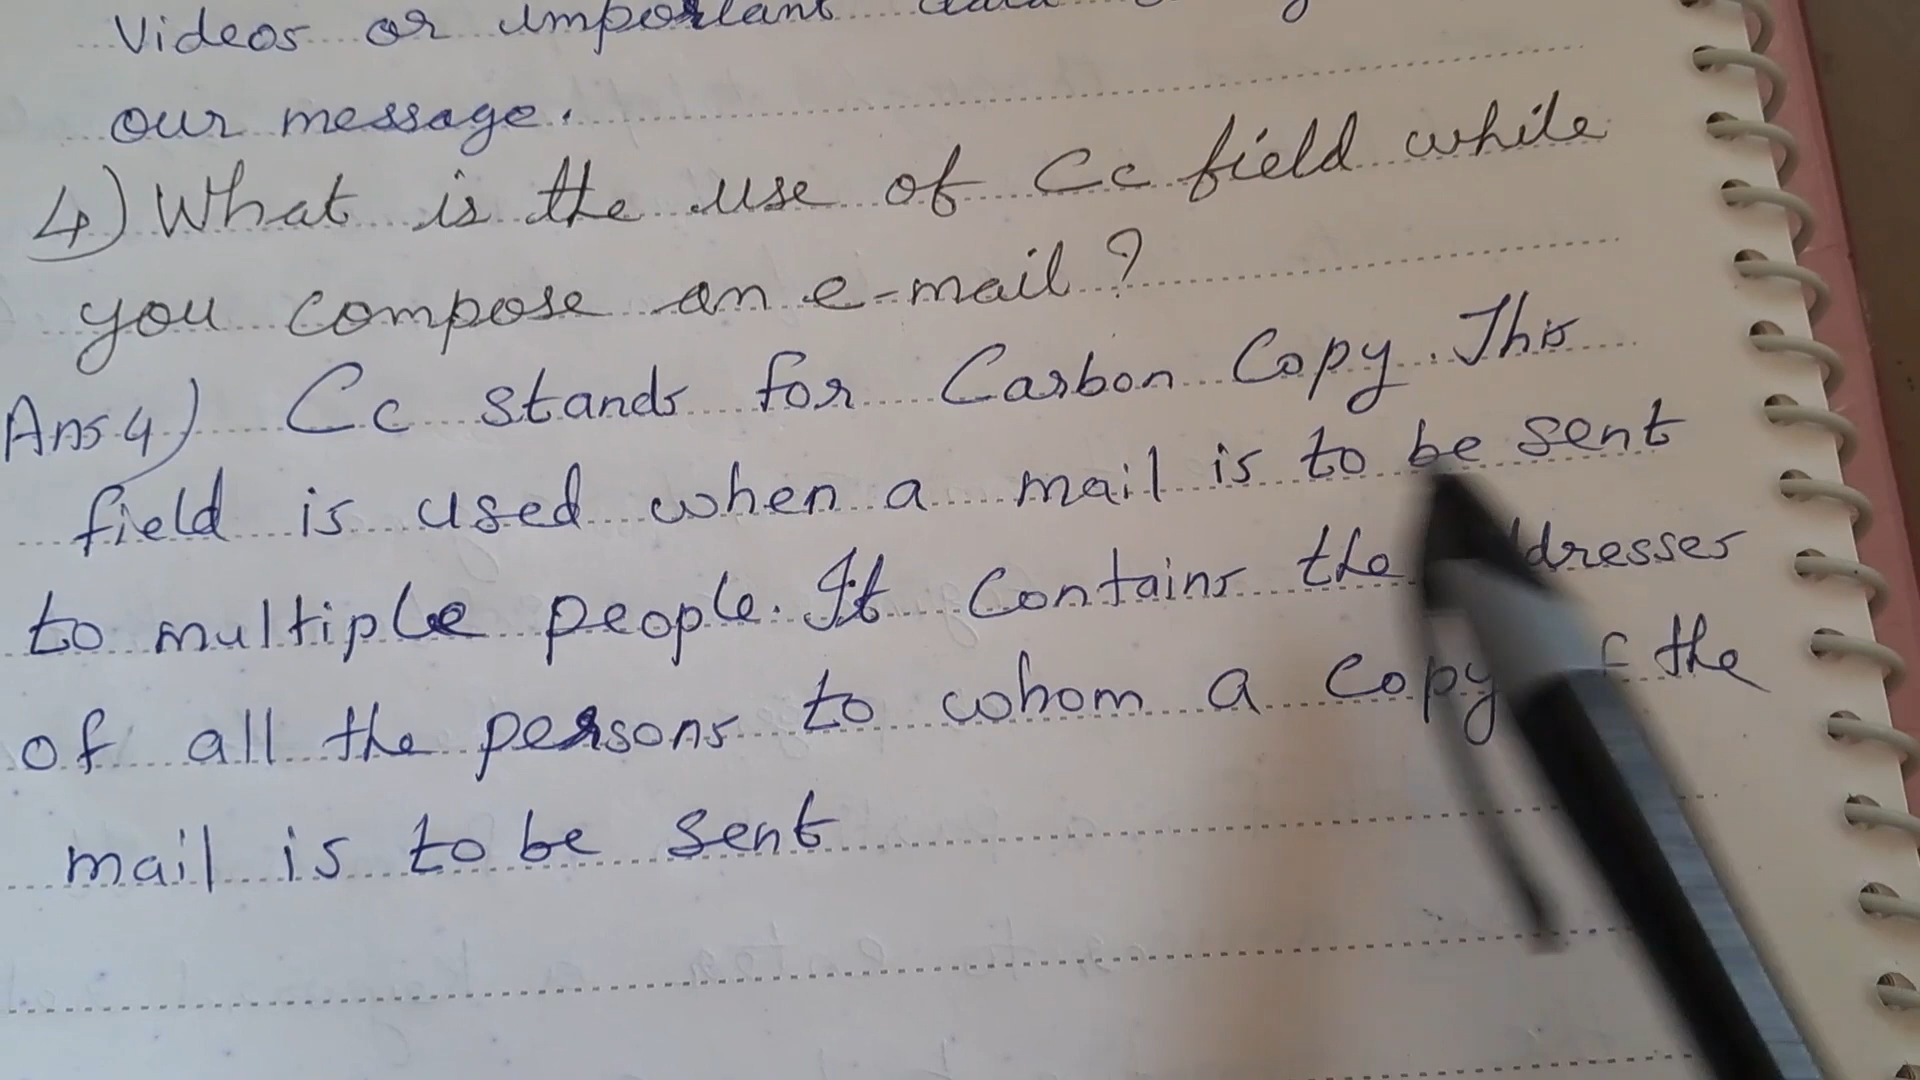 Videos or important
our message.
4) What is the use of Cc field while
you compose an e-mail?
Ans 4) Cc stands for Carbon Copy. This
field is used when a mail is to be sent
to multiple people. It contains the
of all the persons to whom a copy the
mail is to be sent